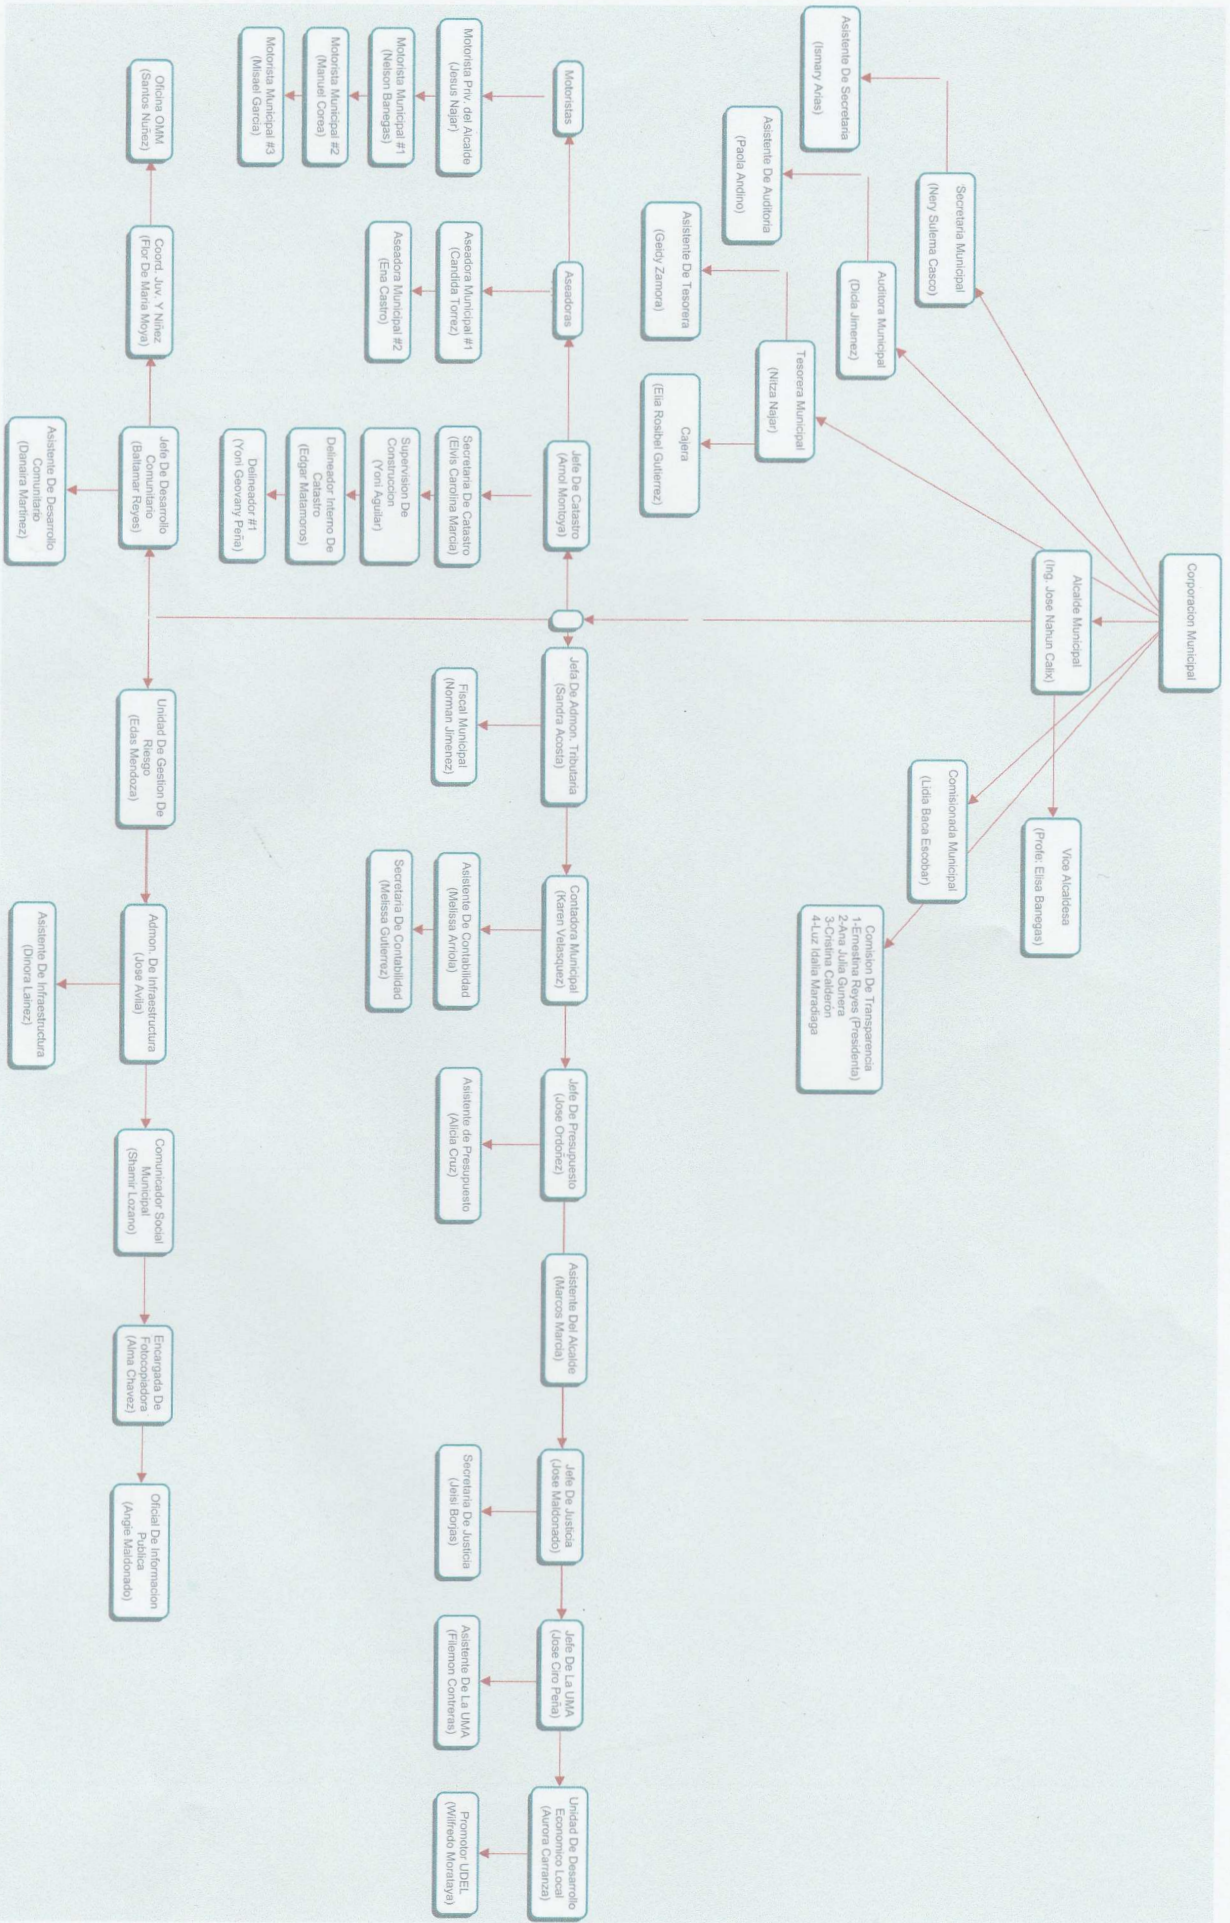 Corporacion Municipal
Alcalde Municipal
(Ing. Jose Nahun Calix)
Vice Alcaldesa
(Profe: Elisa Banegas)
Secretaria Municipal
(Nery Sulema Casco)
Asistente De Secretaria
(Ismary Arias)
Auditora Municipal
(Dicla Jimenez)
Asistente De Auditoria
(Paola Andino)
Tesorera Municipal
(Nitza Najar)
Asistente De Tesorera
(Geidy Zamora)
Cajera
(Elia Rosibel Gutierrez)
Comisionada Municipal
(Lidia Baca Escobar)
Comision De Transparencia
1-Ernestina Reyes (Presidenta)
2-Ana Julia Gunera
3-Cristina Calderón
4-Luz Idalia Maradiaga
Motoristas
Aseadoras
Jefe De Catastro
(Arnol Montoya)
Jefa De Admon. Tributaria
(Sandra Acosta)
Contadora Municipal
(Karen Velasquez)
Jefe De Presupuesto
(Jose Ordoñez)
Asistente Del Alcalde
(Marcos Marcia)
Jefe De Justicia
(Jose Maldonado)
Jefe De La UMA
(Jose Ciro Peña)
Unidad De Desarrollo
Economico Local
(Aurora Carranza)
Motorista Priv. del Alcalde
(Jesus Najar)
Motorista Municipal #1
(Nelson Banegas)
Motorista Municipal #2
(Manuel Corea)
Motorista Municipal #3
(Misael Garcia)
Aseadora Municipal #1
(Candida Torrez)
Aseadora Municipal #2
(Ena Castro)
Secretaria De Catastro
(Elvis Carolina Marcia)
Supervision De
Construccion
(Yoni Aguilar)
Delineador Interno De
Catastro
(Edgar Matamoros)
Delineador #1
(Yoni Geovany Peña)
Fiscal Municipal
(Norman Jimenez)
Asistente De Contabilidad
(Melissa Arriola)
Secretaria De Contabilidad
(Melissa Gutierrez)
Asistente de Presupuesto
(Alicia Cruz)
Secretaria De Justicia
(Jeisi Borjas)
Asistente De La UMA
(Filemon Contreras)
Promotor UDEL
(Wilfredo Morataya)
Oficina OMM
(Santos Nuñez)
Coord. Juv. Y Niñez
(Flor De Maria Moya)
Jefe De Desarrollo
Comunitario
(Baltamar Reyes)
Asistente De Desarrollo
Comunitario
(Danaira Martinez)
Unidad De Gestion De
Riesgo
(Edas Mendoza)
Admon. De Infraestructura
(Jose Avila)
Asistente De Infraestructura
(Dinora Lainez)
Comunicador Social
Municipal
(Shamir Lozano)
Encargada De
Fotocopiadora
(Alma Chavez)
Oficial De Informacion
Publica
(Angie Maldonado)